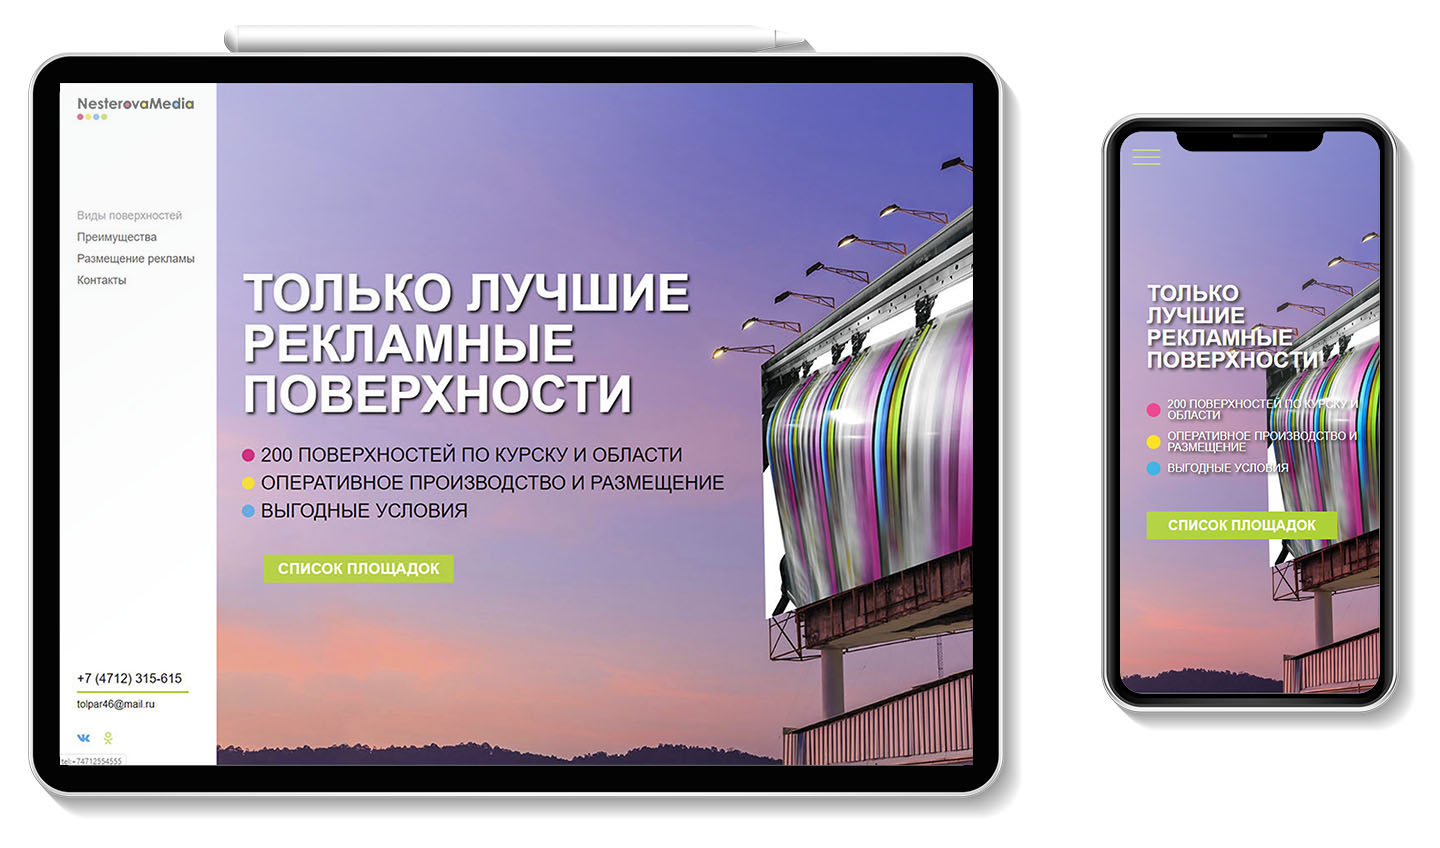 NesterovaMedia
Виды поверхностей
Преимущества
Размещение рекламы
Контакты
ТОЛЬКО ЛУЧШИЕ
РЕКЛАМНЫЕ
ПОВЕРХНОСТИ
200 ПОВЕРХНОСТЕЙ ПО КУРСКУ И ОБЛАСТИ
ОПЕРАТИВНОЕ ПРОИЗВОДСТВО И РАЗМЕЩЕНИЕ
ВЫГОДНЫЕ УСЛОВИЯ
СПИСОК ПЛОЩАДОК
+7 (4712) 315-615
tolpar46@mail.ru
tel:+74712554555
ТОЛЬКО
ЛУЧШИЕ
РЕКЛАМНЫЕ
ПОВЕРХНОСТИ
200 ПОВЕРХНОСТЕЙ ПО КУРСКУ И
ОБЛАСТИ
ОПЕРАТИВНОЕ ПРОИЗВОДСТВО И
РАЗМЕЩЕНИЕ
ВЫГОДНЫЕ УСЛОВИЯ
СПИСОК ПЛОЩАДОК